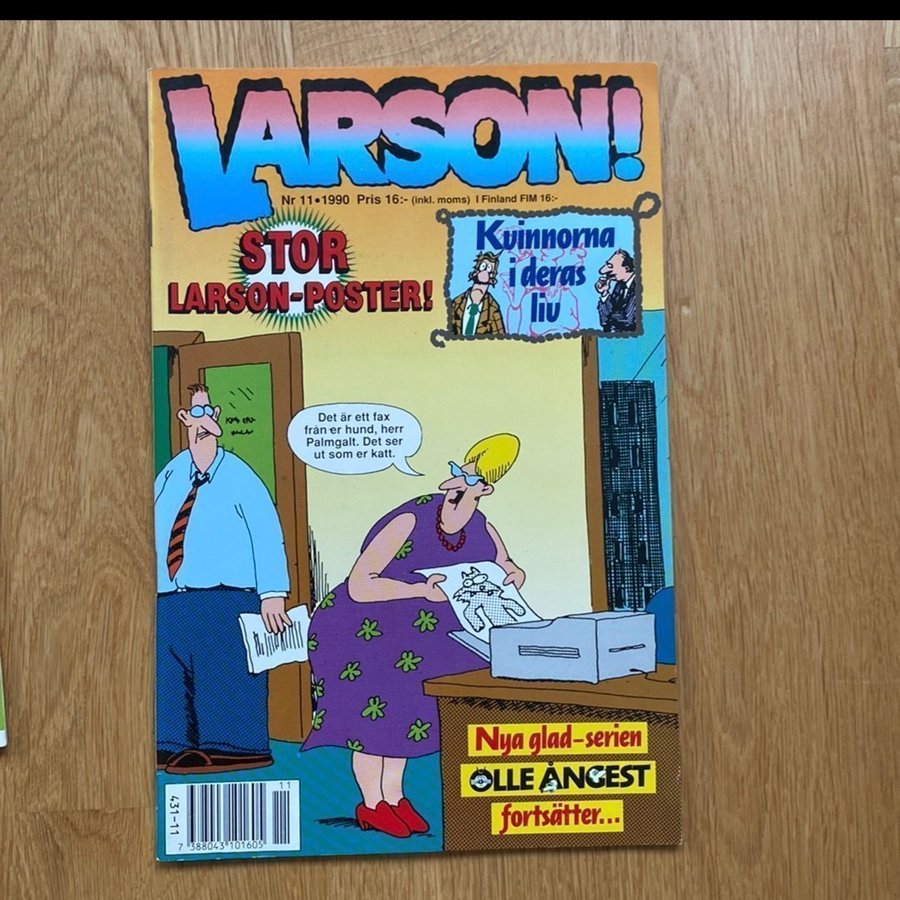 LARSON!
Nr 11•1990 Pris 16:- (inkl. moms) I Finland FIM 16:-
STOR
LARSON-POSTER!
Kvinnorna
i deras
liv
Det är ett fax
från er hund, herr
Palmgalt. Det ser
ut som er katt.
Nya glad-serien
OLLE ÅNGEST
fortsätter...
11
431-11
7 388043 101605